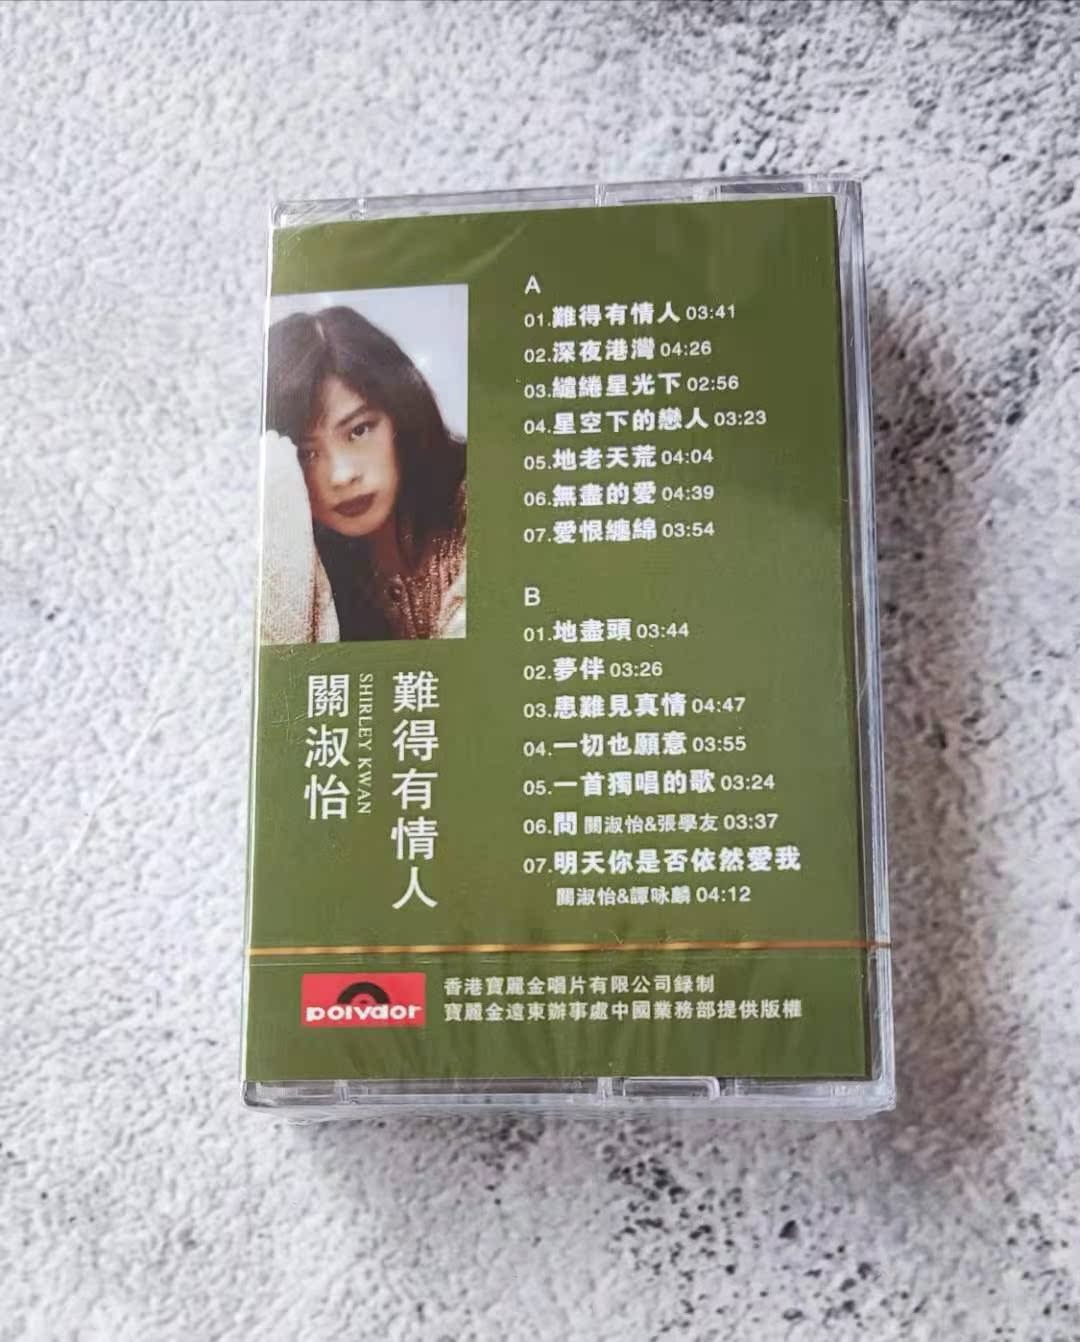 A
01.難得有情人 03:41
02.深夜港灣 04:26
03.繾綣星光下 02:56
04.星空下的戀人 03:23
05.地老天荒 04:04
06.無盡的愛 04:39
07.愛恨纏綿 03:54
B
01.地盡頭 03:44
02.夢伴 03:26
03.患難見真情 04:47
04.一切也願意 03:55
05.一首獨唱的歌 03:24
06.問 關淑怡&張學友 03:37
07.明天你是否依然愛我
關淑怡&譚咏麟 04:12
難得有情人
SHIRLEY KWAN
關淑怡
polydor
香港寶麗金唱片有限公司錄制
寶麗金遠東辦事處中國業務部提供版權